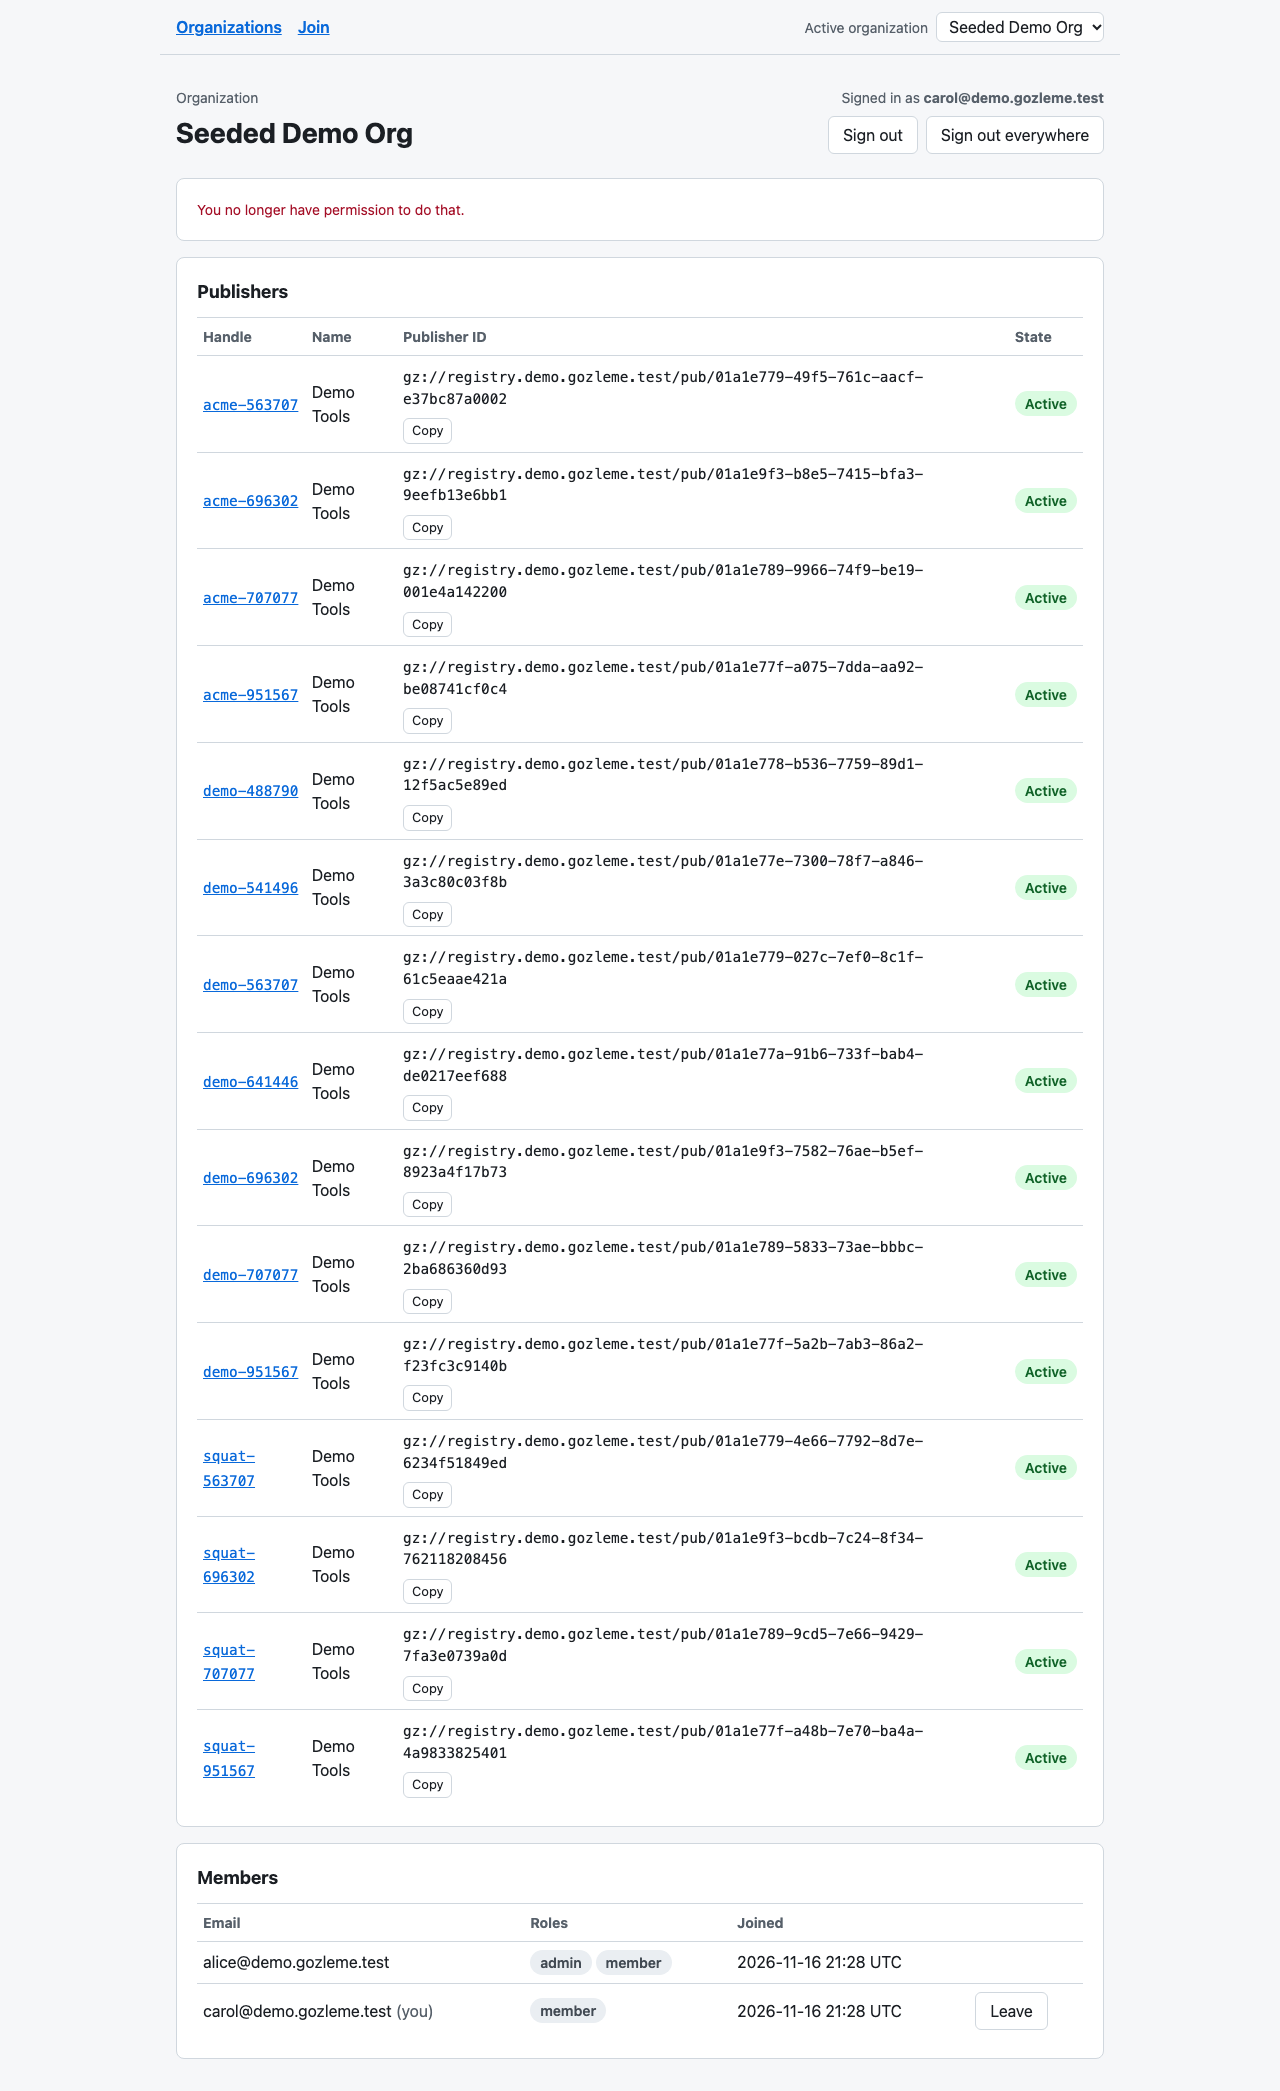 Organizations Join Active organization Seeded Demo Org
Organization
Signed in as carol@demo.gozleme.test
Seeded Demo Org
Sign out Sign out everywhere
You no longer have permission to do that.
Publishers
Handle Name Publisher ID State
acme-563707 Demo Tools gz://registry.demo.gozleme.test/pub/01a1e779-49f5-761c-aacf-
e37bc87a0002
Copy
Active
acme-696302 Demo Tools gz://registry.demo.gozleme.test/pub/01a1e9f3-b8e5-7415-bfa3-
9eefb13e6bb1
Copy
Active
acme-707077 Demo Tools gz://registry.demo.gozleme.test/pub/01a1e789-9966-74f9-be19-
001e4a142200
Copy
Active
acme-951567 Demo Tools gz://registry.demo.gozleme.test/pub/01a1e77f-a075-7dda-aa92-
be08741cf0c4
Copy
Active
demo-488790 Demo Tools gz://registry.demo.gozleme.test/pub/01a1e778-b536-7759-89d1-
12f5ac5e89ed
Copy
Active
demo-541496 Demo Tools gz://registry.demo.gozleme.test/pub/01a1e77e-7300-78f7-a846-
3a3c80c03f8b
Copy
Active
demo-563707 Demo Tools gz://registry.demo.gozleme.test/pub/01a1e779-027c-7ef0-8c1f-
61c5eaae421a
Copy
Active
demo-641446 Demo Tools gz://registry.demo.gozleme.test/pub/01a1e77a-91b6-733f-bab4-
de0217eef688
Copy
Active
demo-696302 Demo Tools gz://registry.demo.gozleme.test/pub/01a1e9f3-7582-76ae-b5ef-
8923a4f17b73
Copy
Active
demo-707077 Demo Tools gz://registry.demo.gozleme.test/pub/01a1e789-5833-73ae-bbbc-
2ba686360d93
Copy
Active
demo-951567 Demo Tools gz://registry.demo.gozleme.test/pub/01a1e77f-5a2b-7ab3-86a2-
f23fc3c9140b
Copy
Active
squat-
563707 Demo Tools gz://registry.demo.gozleme.test/pub/01a1e779-4e66-7792-8d7e-
6234f51849ed
Copy
Active
squat-
696302 Demo Tools gz://registry.demo.gozleme.test/pub/01a1e9f3-bcdb-7c24-8f34-
762118208456
Copy
Active
squat-
707077 Demo Tools gz://registry.demo.gozleme.test/pub/01a1e789-9cd5-7e66-9429-
7fa3e0739a0d
Copy
Active
squat-
951567 Demo Tools gz://registry.demo.gozleme.test/pub/01a1e77f-a48b-7e70-ba4a-
4a9833825401
Copy
Active
Members
Email Roles Joined
alice@demo.gozleme.test admin member 2026-11-16 21:28 UTC
carol@demo.gozleme.test (you) member 2026-11-16 21:28 UTC Leave